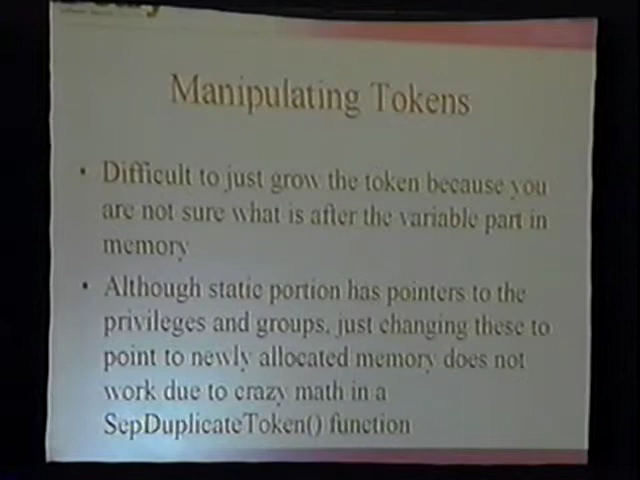 Manipulating Tokens
• Difficult to just grow the token because you
are not sure what is after the variable part in
memory
• Although static portion has pointers to the
privileges and groups, just changing these to
point to newly allocated memory does not
work due to crazy math in a
SepDuplicateToken() function